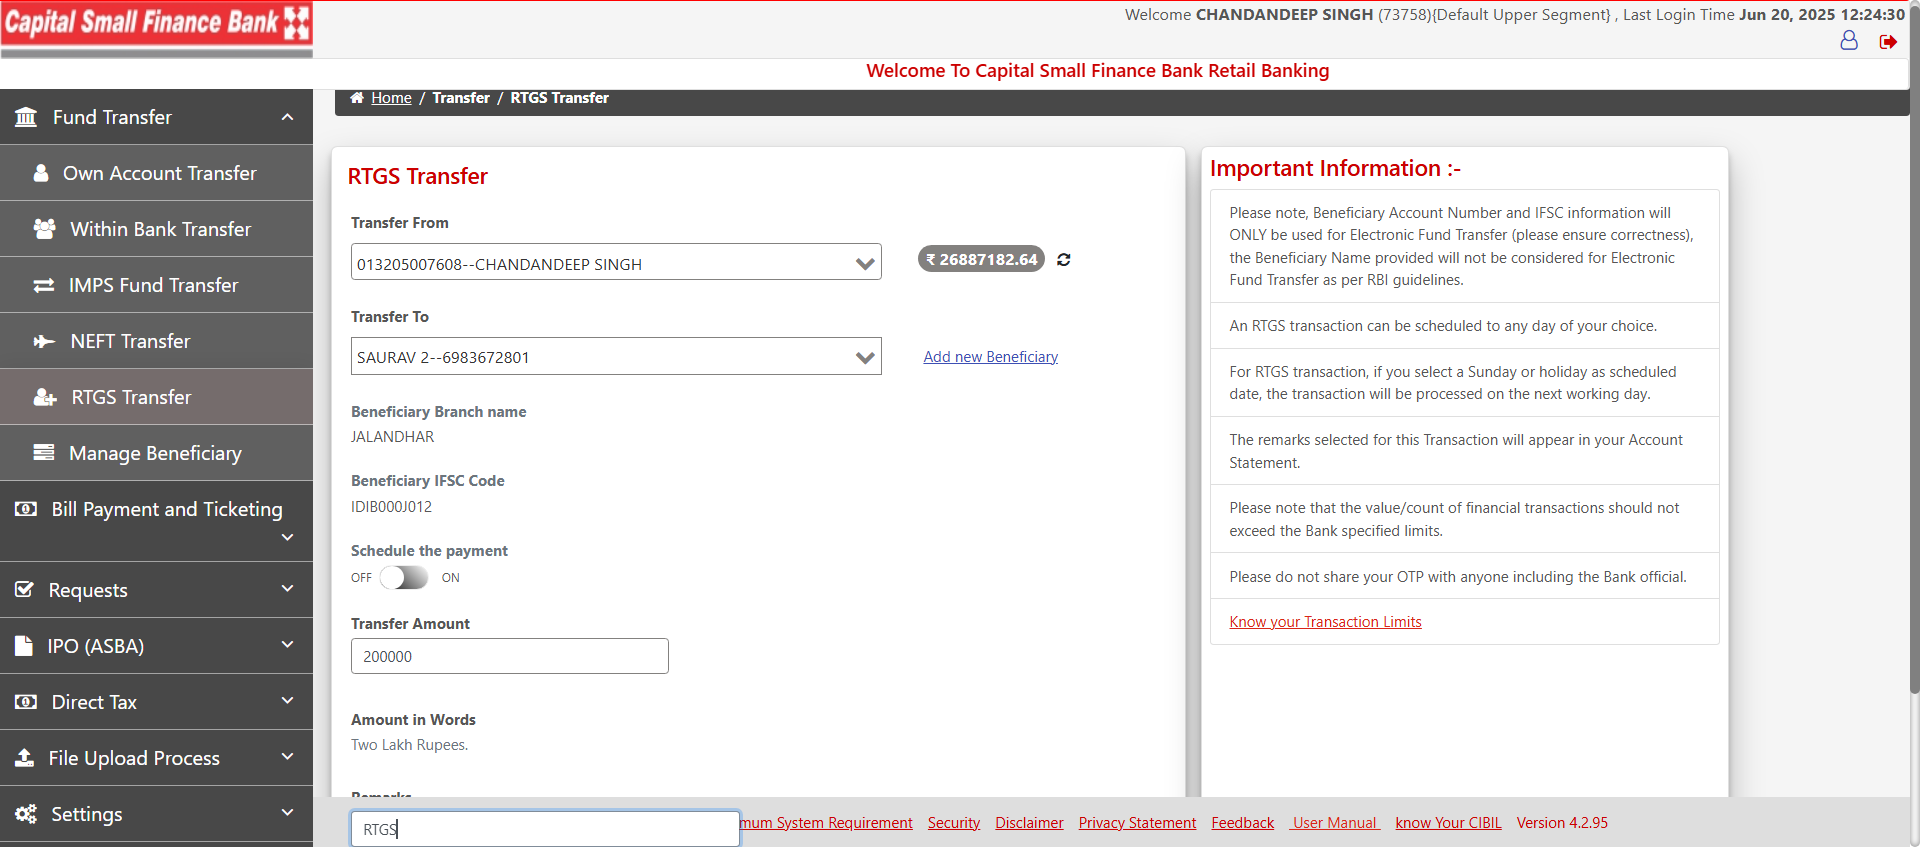 Capital Small Finance Bank
Welcome CHANDANDEEP SINGH (73758){Default Upper Segment} , Last Login Time Jun 20, 2025 12:24:30
Welcome To Capital Small Finance Bank Retail Banking
Home / Transfer / RTGS Transfer
Fund Transfer
Own Account Transfer
Within Bank Transfer
IMPS Fund Transfer
NEFT Transfer
RTGS Transfer
Manage Beneficiary
Bill Payment and Ticketing
Requests
IPO (ASBA)
Direct Tax
File Upload Process
Settings
RTGS Transfer
Transfer From
013205007608--CHANDANDEEP SINGH
₹ 26887182.64
Transfer To
SAURAV 2--6983672801
Add new Beneficiary
Beneficiary Branch name
JALANDHAR
Beneficiary IFSC Code
IDIB000J012
Schedule the payment
OFF ON
Transfer Amount
200000
Amount in Words
Two Lakh Rupees.
Remarks
RTGS
Important Information :-
Please note, Beneficiary Account Number and IFSC information will
ONLY be used for Electronic Fund Transfer (please ensure correctness),
the Beneficiary Name provided will not be considered for Electronic
Fund Transfer as per RBI guidelines.
An RTGS transaction can be scheduled to any day of your choice.
For RTGS transaction, if you select a Sunday or holiday as scheduled
date, the transaction will be processed on the next working day.
The remarks selected for this Transaction will appear in your Account
Statement.
Please note that the value/count of financial transactions should not
exceed the Bank specified limits.
Please do not share your OTP with anyone including the Bank official.
Know your Transaction Limits
mum System Requirement Security Disclaimer Privacy Statement Feedback User Manual know Your CIBIL Version 4.2.95